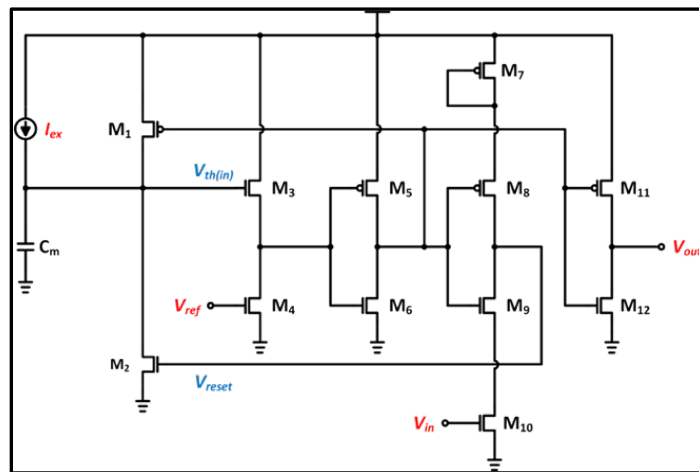 M7
Iex
M1
Vth(in)
M3
M5
M8
M11
Cm
Vout
Vref
M4
M6
M9
M12
M2
Vreset
Vin
M10